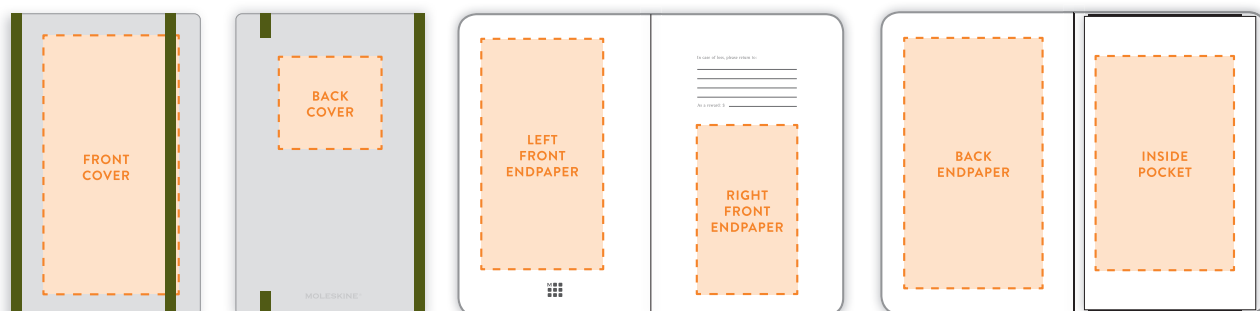 FRONT
COVER
BACK
COVER
MOLESKINE
LEFT
FRONT
ENDPAPER
M
In case of loss, please return to:
As a reward: $
RIGHT
FRONT
ENDPAPER
BACK
ENDPAPER
INSIDE
POCKET